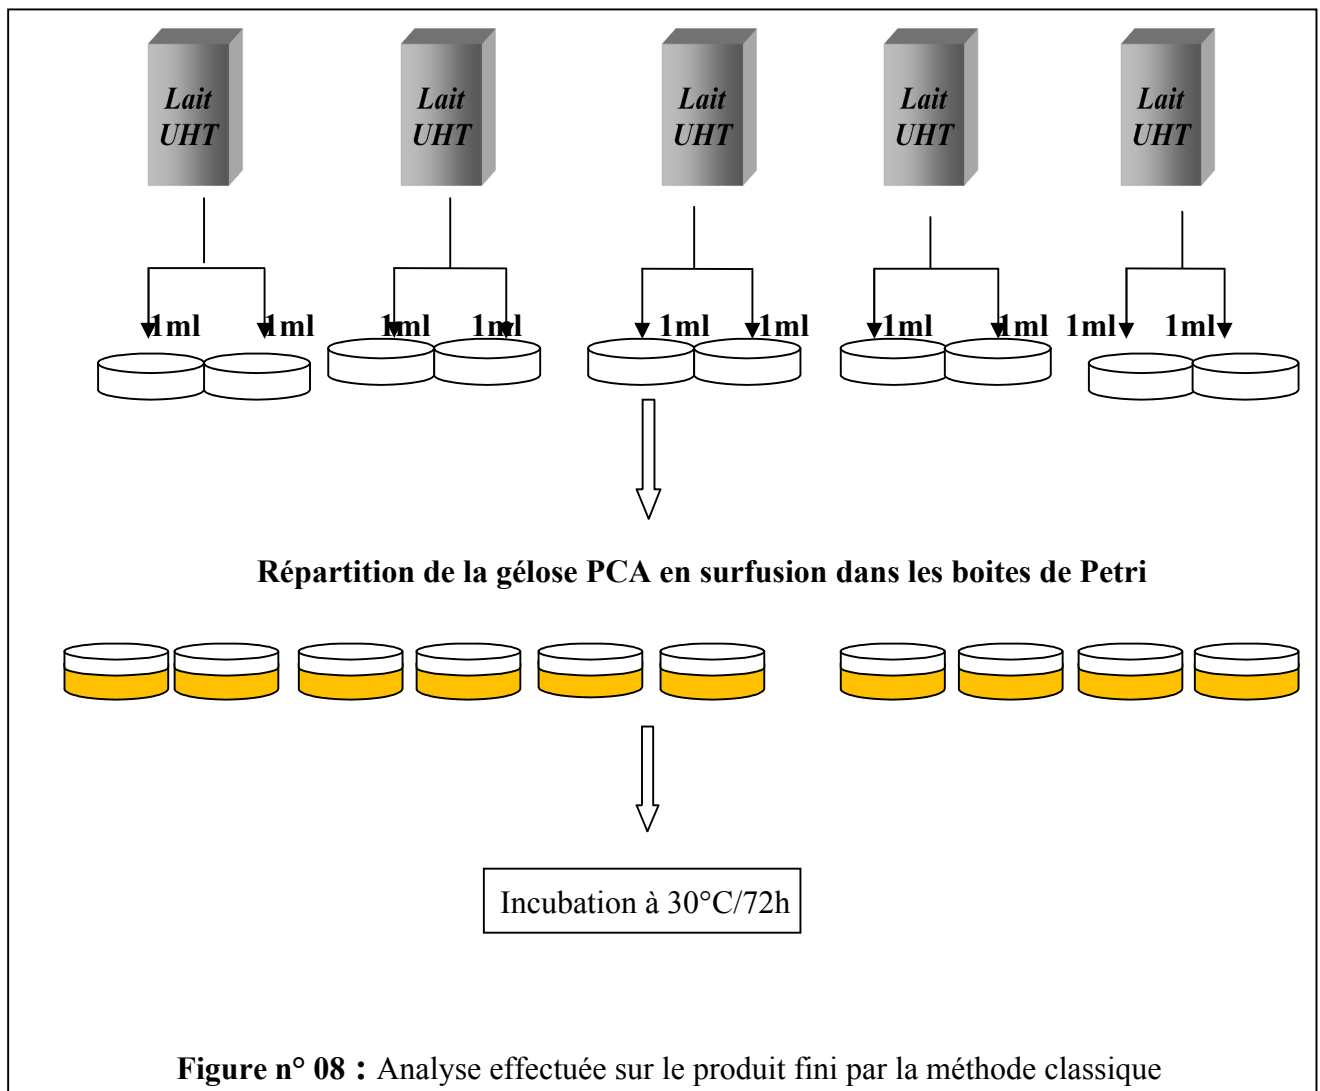 Lait
UHT
Lait
UHT
Lait
UHT
Lait
UHT
Lait
UHT
1ml 1ml 1ml 1ml 1ml 1ml 1ml 1ml 1ml 1ml
Répartition de la gélose PCA en surfusion dans les boites de Petri
Incubation à 30°C/72h
Figure n° 08 : Analyse effectuée sur le produit fini par la méthode classique